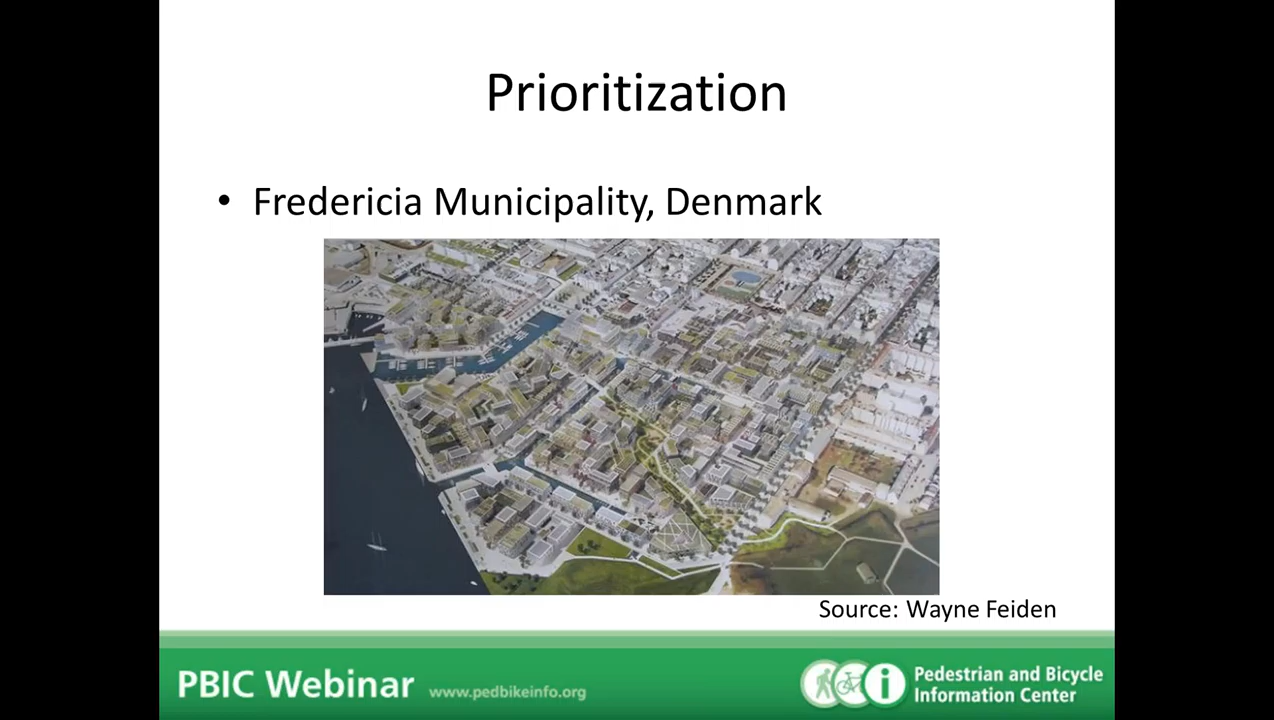 Prioritization
• Fredericia Municipality, Denmark
Source: Wayne Feiden
PBIC Webinar www.pedbikeinfo.org
i Pedestrian and Bicycle
Information Center